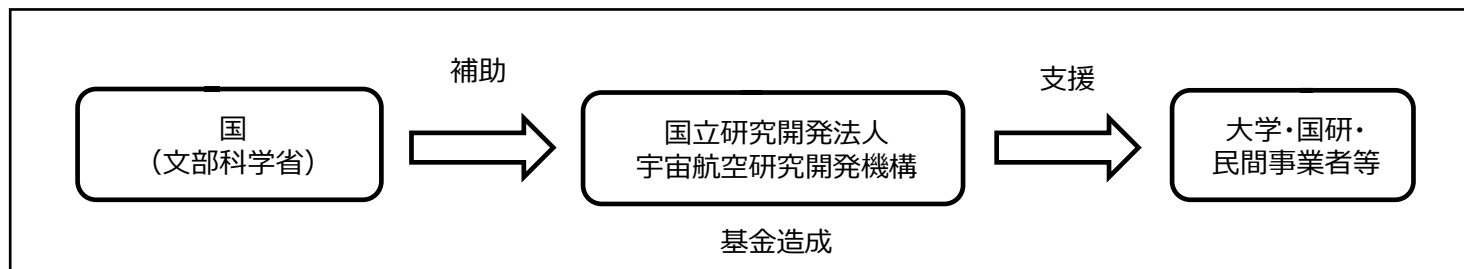 補助
支援
国
（文部科学省）
国立研究開発法人
宇宙航空研究開発機構
大学・国研・
民間事業者等
基金造成